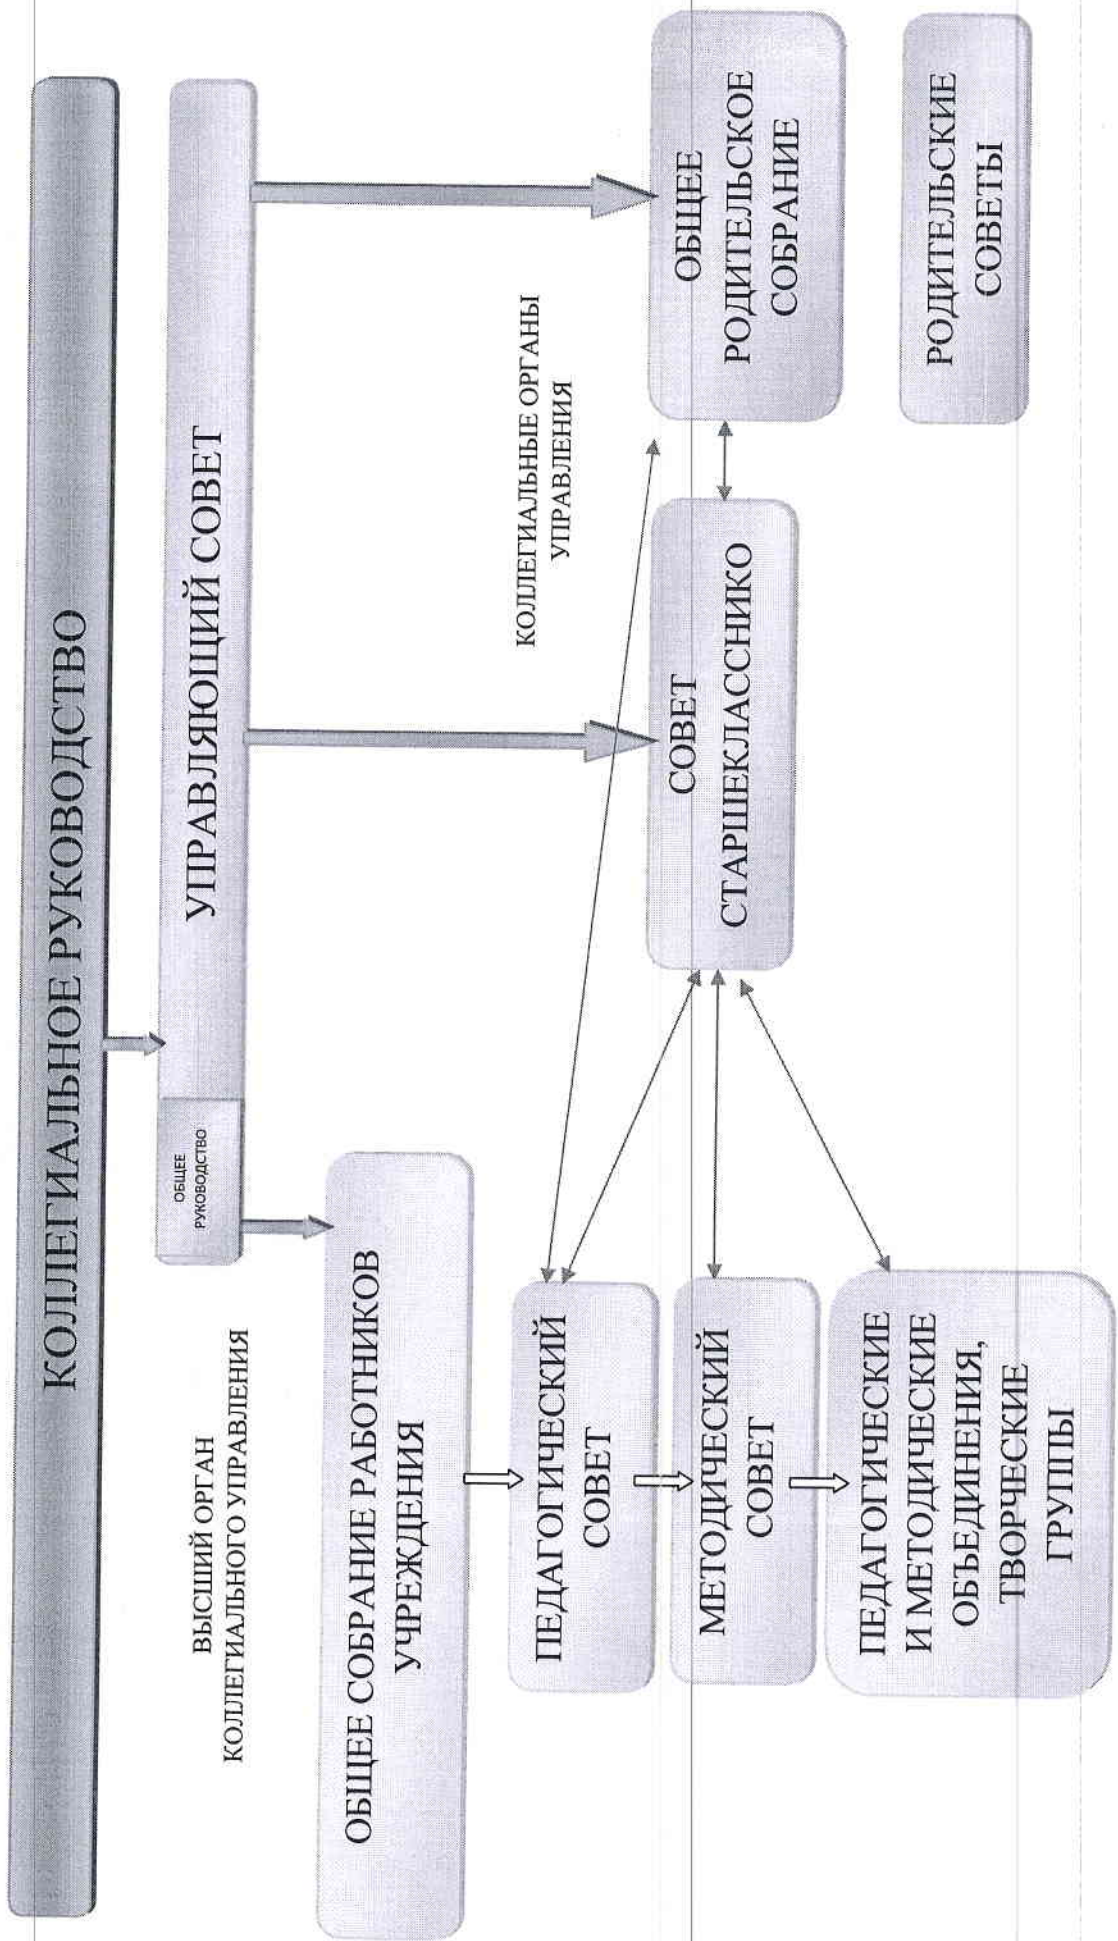 КОЛЛЕГИАЛЬНОЕ РУКОВОДСТВО
ОБЩЕЕ
РУКОВОДСТВО
УПРАВЛЯЮЩИЙ СОВЕТ
ВЫСШИЙ ОРГАН
КОЛЛЕГИАЛЬНОГО УПРАВЛЕНИЯ
ОБЩЕЕ СОБРАНИЕ РАБОТНИКОВ
УЧРЕЖДЕНИЯ
КОЛЛЕГИАЛЬНЫЕ ОРГАНЫ
УПРАВЛЕНИЯ
ПЕДАГОГИЧЕСКИЙ
СОВЕТ
МЕТОДИЧЕСКИЙ
СОВЕТ
ПЕДАГОГИЧЕСКИЕ
И МЕТОДИЧЕСКИЕ
ОБЪЕДИНЕНИЯ,
ТВОРЧЕСКИЕ
ГРУППЫ
СОВЕТ
СТАРШЕКЛАССНИКО
ОБЩЕЕ
РОДИТЕЛЬСКОЕ
СОБРАНИЕ
РОДИТЕЛЬСКИЕ
СОВЕТЫ